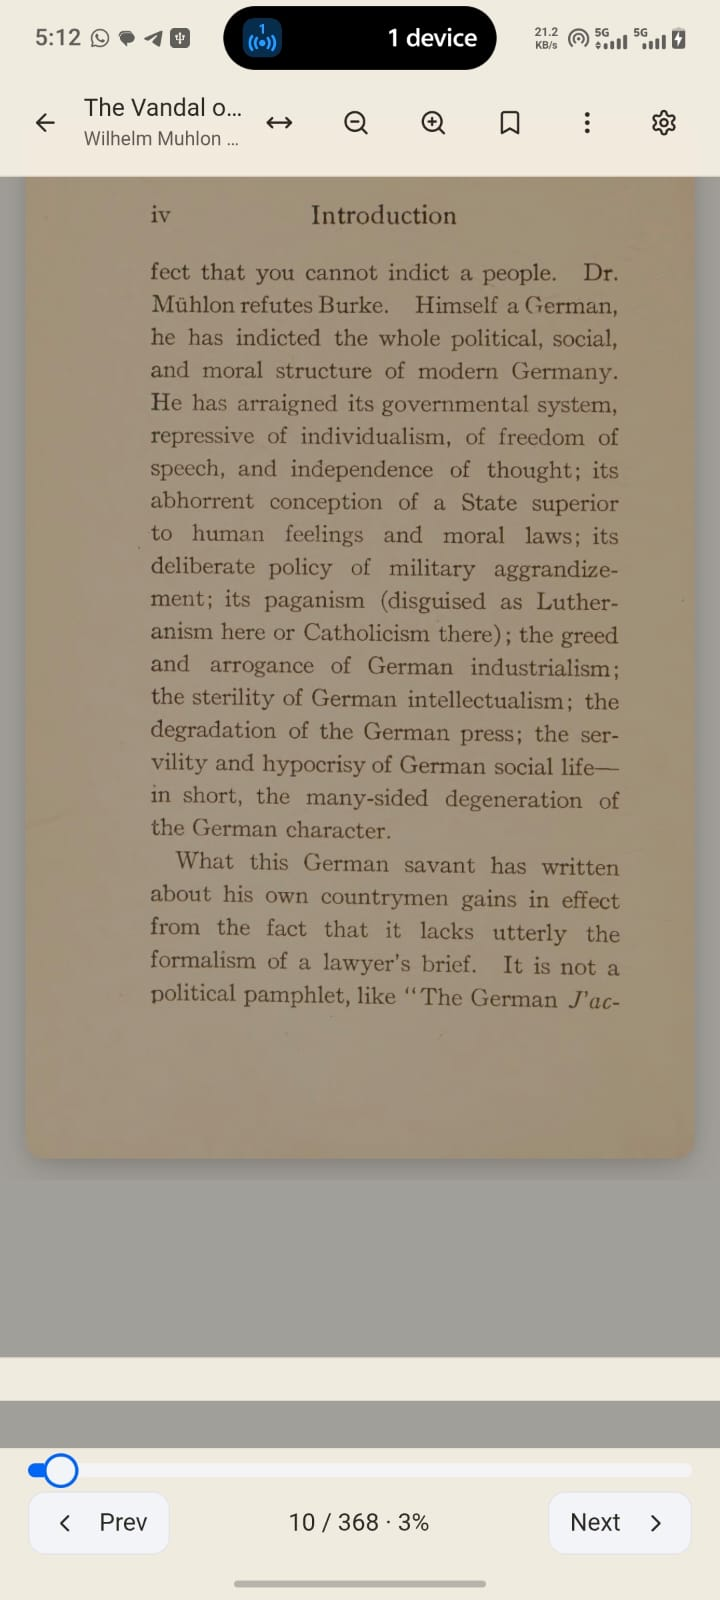 5:12
1
1 device
21.2
KB/s
5G
5G
The Vandal o...
Wilhelm Muhlon ...
iv Introduction
fect that you cannot indict a people. Dr.
Mühlon refutes Burke. Himself a German,
he has indicted the whole political, social,
and moral structure of modern Germany.
He has arraigned its governmental system,
repressive of individualism, of freedom of
speech, and independence of thought; its
abhorrent conception of a State superior
to human feelings and moral laws; its
deliberate policy of military aggrandize-
ment; its paganism (disguised as Luther-
anism here or Catholicism there); the greed
and arrogance of German industrialism;
the sterility of German intellectualism; the
degradation of the German press; the ser-
vility and hypocrisy of German social life—
in short, the many-sided degeneration of
the German character.
What this German savant has written
about his own countrymen gains in effect
from the fact that it lacks utterly the
formalism of a lawyer's brief. It is not a
political pamphlet, like “The German J'ac-
Prev
10 / 368 · 3%
Next